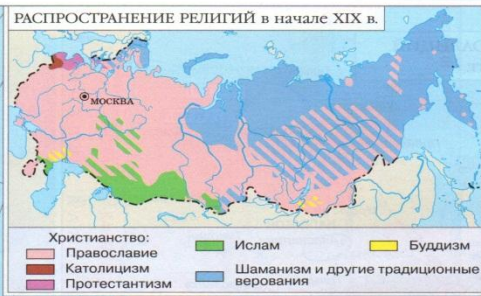 РАСПРОСТРАНЕНИЕ РЕЛИГИЙ в начале XIX в.
МОСКВА
Христианство:
Православие
Католицизм
Протестантизм
Ислам
Буддизм
Шаманизм и другие традиционные
верования